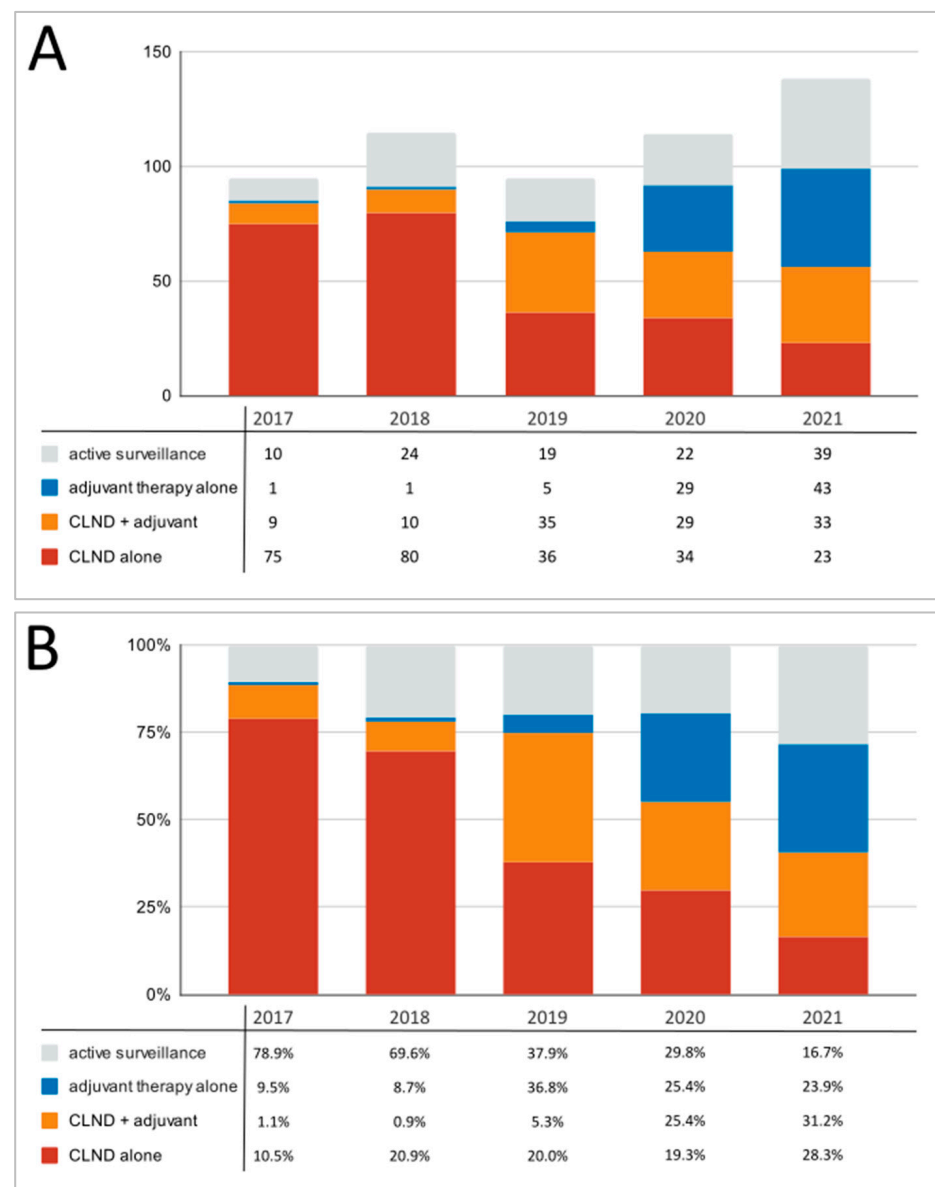 A
150
100
50
0
2017 2018 2019 2020 2021
active surveillance 10 24 19 22 39
adjuvant therapy alone 1 1 5 29 43
CLND + adjuvant 9 10 35 29 33
CLND alone 75 80 36 34 23
B
100%
75%
50%
25%
0%
2017 2018 2019 2020 2021
active surveillance 78.9% 69.6% 37.9% 29.8% 16.7%
adjuvant therapy alone 9.5% 8.7% 36.8% 25.4% 23.9%
CLND + adjuvant 1.1% 0.9% 5.3% 25.4% 31.2%
CLND alone 10.5% 20.9% 20.0% 19.3% 28.3%